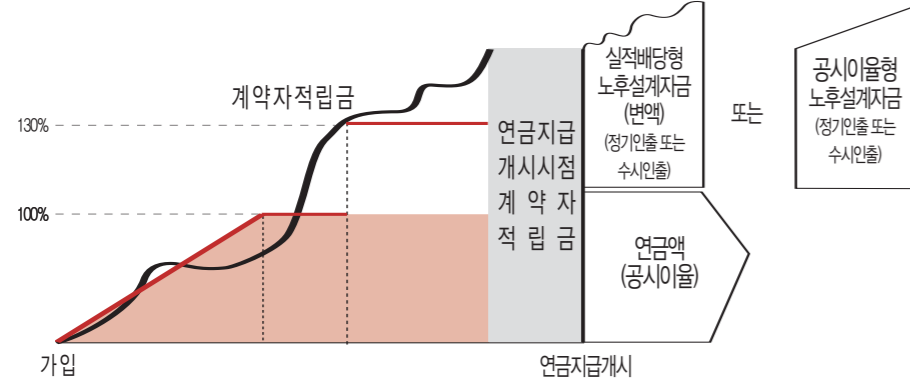 계약자적립금
130%
100%
가입
연금지급
개시시점
계 약 자
적 립 금
연금지급개시
실적배당형
노후설계자금
(변액)
(정기인출 또는
수시인출)
또는
공시이율형
노후설계자금
(정기인출 또는
수시인출)
연금액
(공시이율)